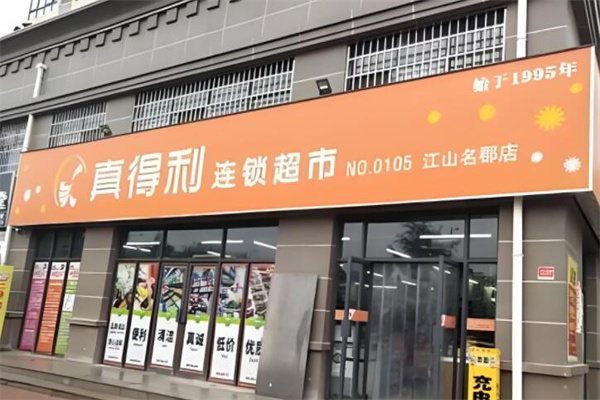 始于1995年
真得利 连锁超市 NO.0105 江山名郡店
便利
清洁
真诚
低价
优质
充电